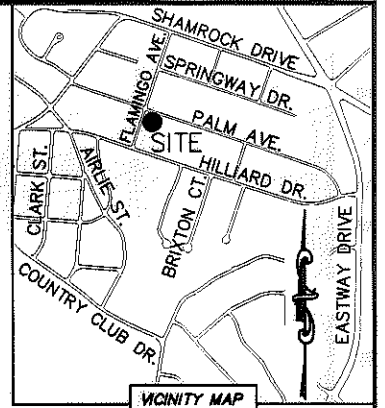 SHAMROCK DRIVE
FLAMINGO AVE.
SPRINGWAY DR.
PALM AVE.
SITE
HILLIARD DR.
CLARK ST.
AIRLIE ST
BRIXTON CT.
EASTWAY DRIVE
COUNTRY CLUB DR.
VICINITY MAP